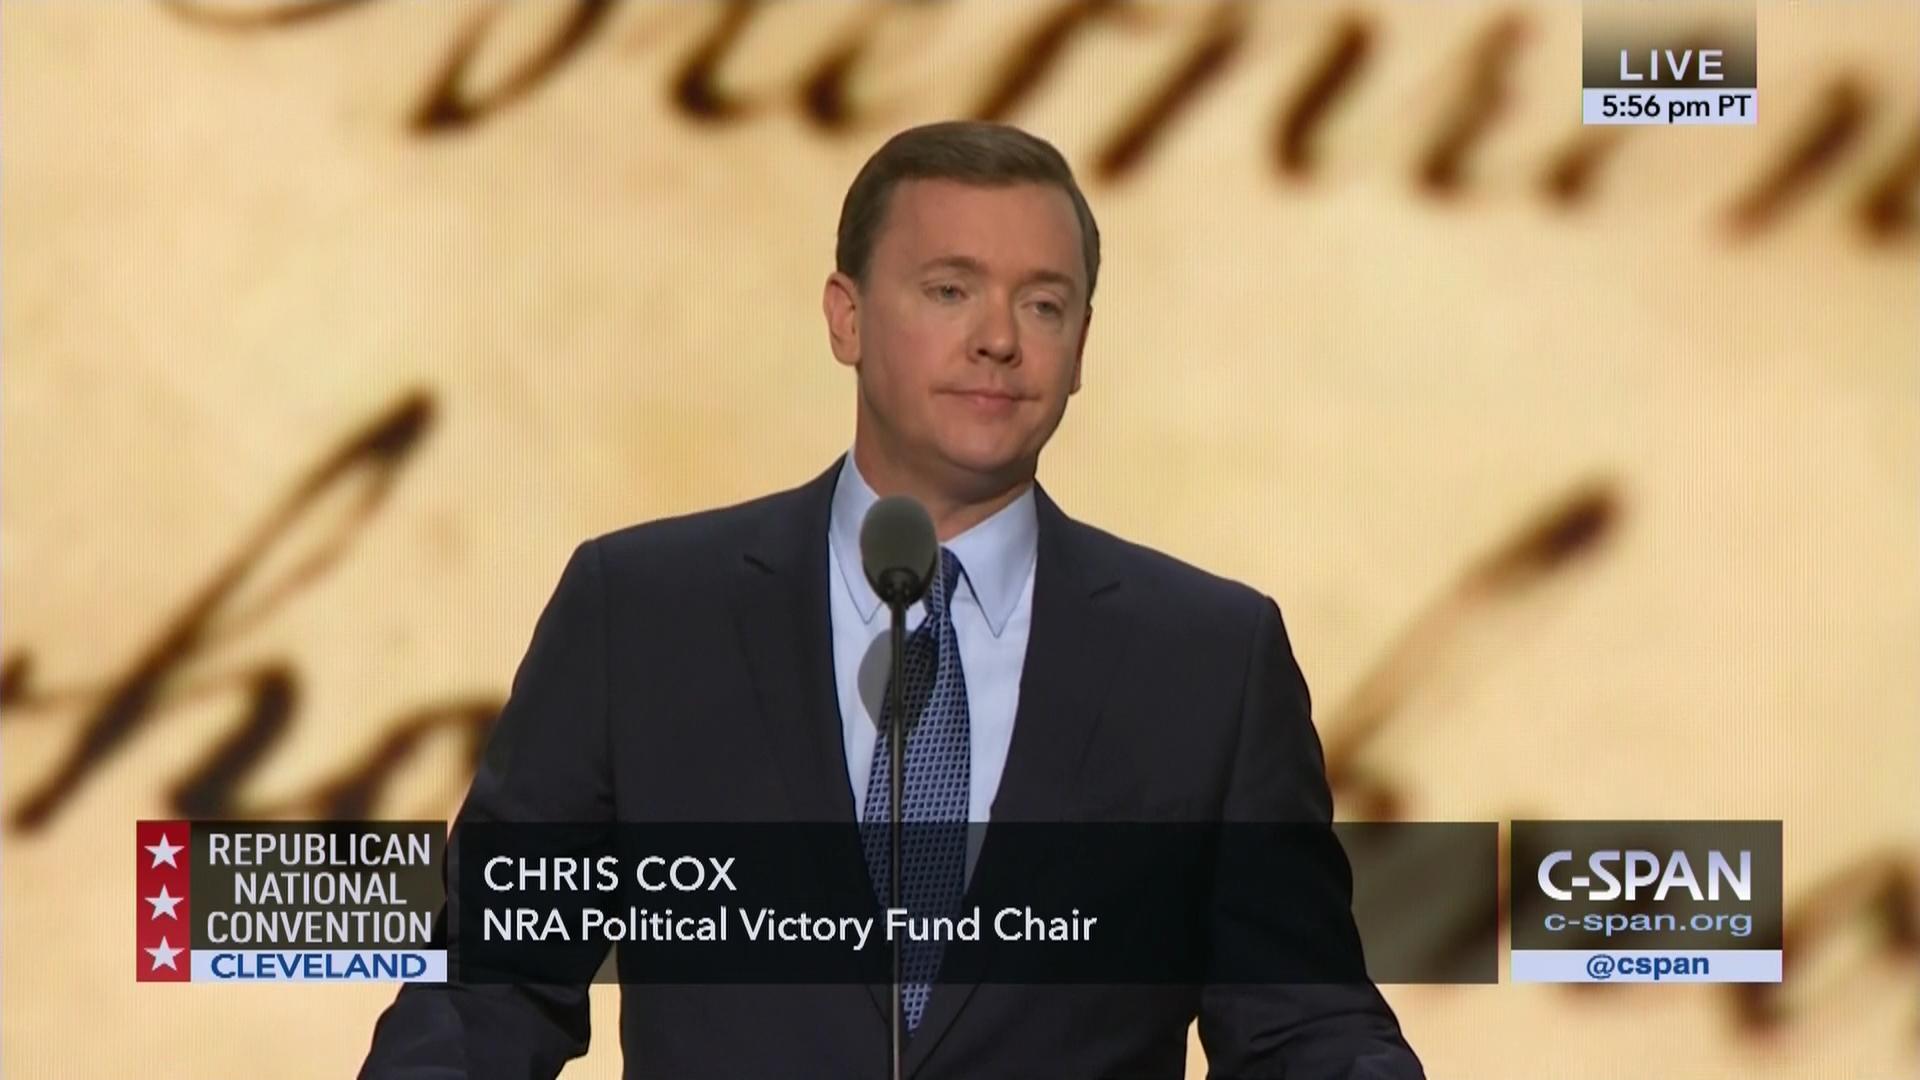 LIVE
5:56 pm PT
REPUBLICAN
NATIONAL
CONVENTION
CLEVELAND
CHRIS COX
NRA Political Victory Fund Chair
C-SPAN
c-span.org
@cspan